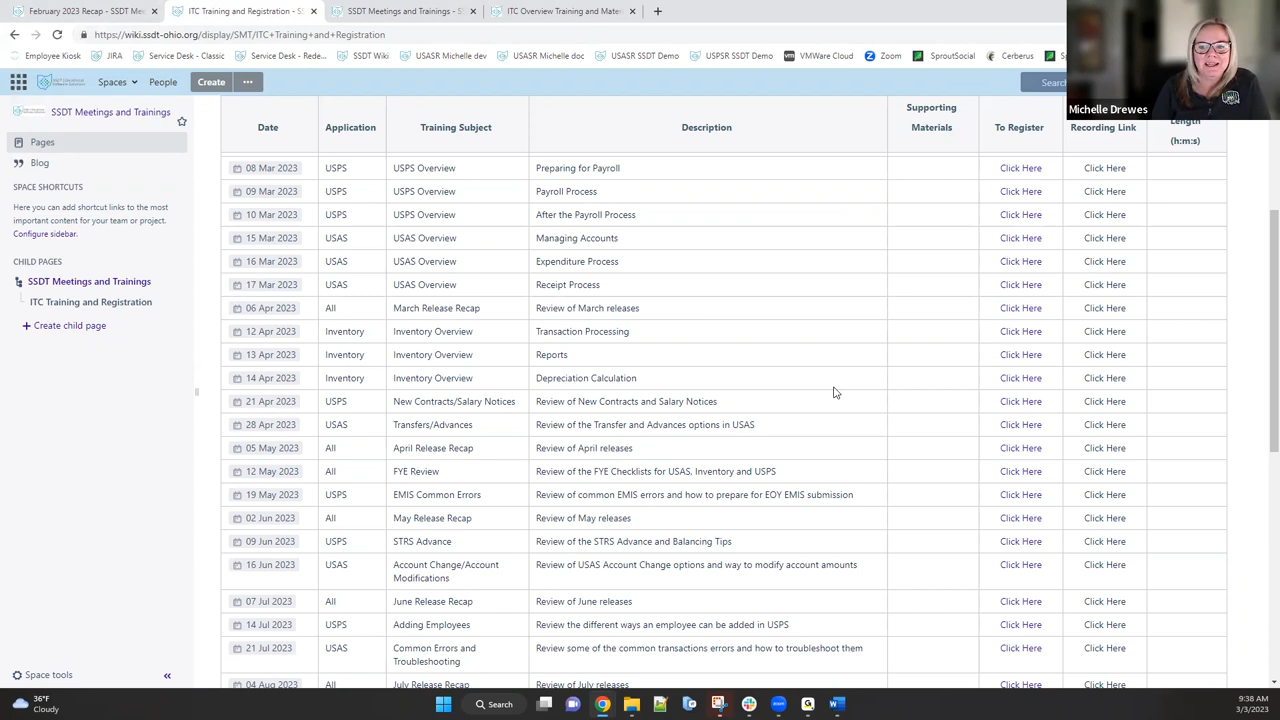 February 2023 Recap - SSDT Mee
ITC Training and Registration - SS
SSDT Meetings and Trainings - S
ITC Overview Training and Mater
https://wiki.ssdt-ohio.org/display/SMT/ITC+Training+and+Registration
Employee Kiosk
JIRA
Service Desk - Classic
Service Desk - Rede...
SSDT Wiki
USASR Michelle dev
USASR Michelle doc
USASR SSDT Demo
USPSR SSDT Demo
VMWare Cloud
Zoom
SproutSocial
Cerberus
Spaces
People
Create
Searc
Michelle Drewes
SSDT Meetings and Trainings
Pages
Blog
SPACE SHORTCUTS
Here you can add shortcut links to the most
important content for your team or project.
Configure sidebar.
CHILD PAGES
SSDT Meetings and Trainings
ITC Training and Registration
+ Create child page
Space tools
Date Application Training Subject Description Supporting Materials To Register Recording Link Length (h:m:s)
08 Mar 2023 USPS USPS Overview Preparing for Payroll Click Here Click Here
09 Mar 2023 USPS USPS Overview Payroll Process Click Here Click Here
10 Mar 2023 USPS USPS Overview After the Payroll Process Click Here Click Here
15 Mar 2023 USAS USAS Overview Managing Accounts Click Here Click Here
16 Mar 2023 USAS USAS Overview Expenditure Process Click Here Click Here
17 Mar 2023 USAS USAS Overview Receipt Process Click Here Click Here
06 Apr 2023 All March Release Recap Review of March releases Click Here Click Here
12 Apr 2023 Inventory Inventory Overview Transaction Processing Click Here Click Here
13 Apr 2023 Inventory Inventory Overview Reports Click Here Click Here
14 Apr 2023 Inventory Inventory Overview Depreciation Calculation Click Here Click Here
21 Apr 2023 USPS New Contracts/Salary Notices Review of New Contracts and Salary Notices Click Here Click Here
28 Apr 2023 USAS Transfers/Advances Review of the Transfer and Advances options in USAS Click Here Click Here
05 May 2023 All April Release Recap Review of April releases Click Here Click Here
12 May 2023 All FYE Review Review of the FYE Checklists for USAS, Inventory and USPS Click Here Click Here
19 May 2023 USPS EMIS Common Errors Review of common EMIS errors and how to prepare for EOY EMIS submission Click Here Click Here
02 Jun 2023 All May Release Recap Review of May releases Click Here Click Here
09 Jun 2023 USPS STRS Advance Review of the STRS Advance and Balancing Tips Click Here Click Here
16 Jun 2023 USAS Account Change/Account Modifications Review of USAS Account Change options and way to modify account amounts Click Here Click Here
07 Jul 2023 All June Release Recap Review of June releases Click Here Click Here
14 Jul 2023 USPS Adding Employees Review the different ways an employee can be added in USPS Click Here Click Here
21 Jul 2023 USAS Common Errors and Troubleshooting Review some of the common transactions errors and how to troubleshoot them Click Here Click Here
04 Aug 2023 All July Release Recap Review of July releases Click Here Click Here
36°F
Cloudy
Search
9:38 AM
3/3/2023